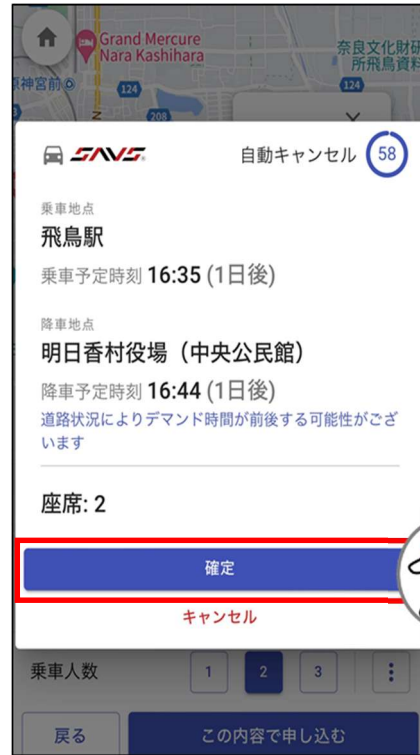 Grand Mercure
Nara Kashihara
奈良文化財研
所飛鳥資料
神宮前
124
124
208
SAVS
自動キャンセル 58
乗車地点
飛鳥駅
乗車予定時刻 16:35 (1日後)
降車地点
明日香村役場（中央公民館）
降車予定時刻 16:44 (1日後)
道路状況によりデマンド時間が前後する可能性がござ
います
座席: 2
確定
キャンセル
乗車人数 1 2 3
戻る この内容で申し込む